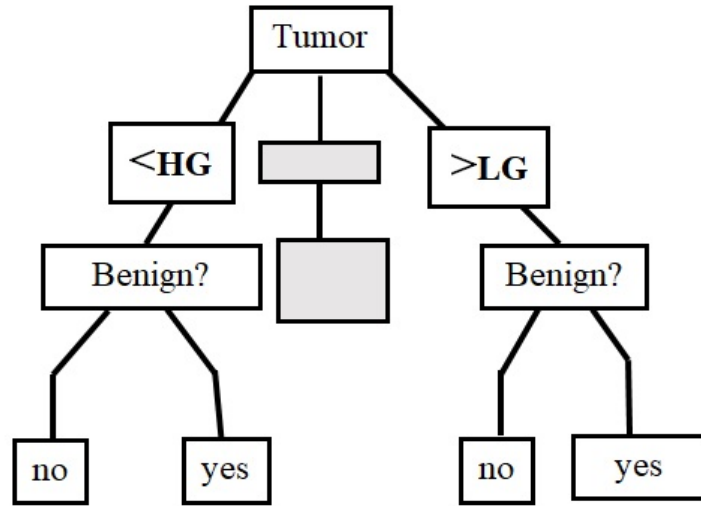 Tumor
<HG
>LG
Benign?
Benign?
no
yes
no
yes